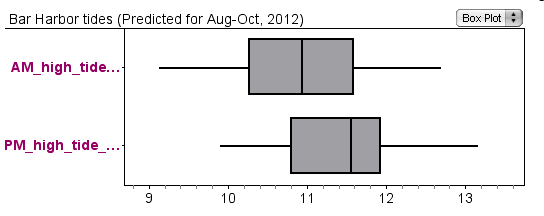 Bar Harbor tides (Predicted for Aug-Oct, 2012)
Box Plot
AM_high_tide...
PM_high_tide_...
9 10 11 12 13